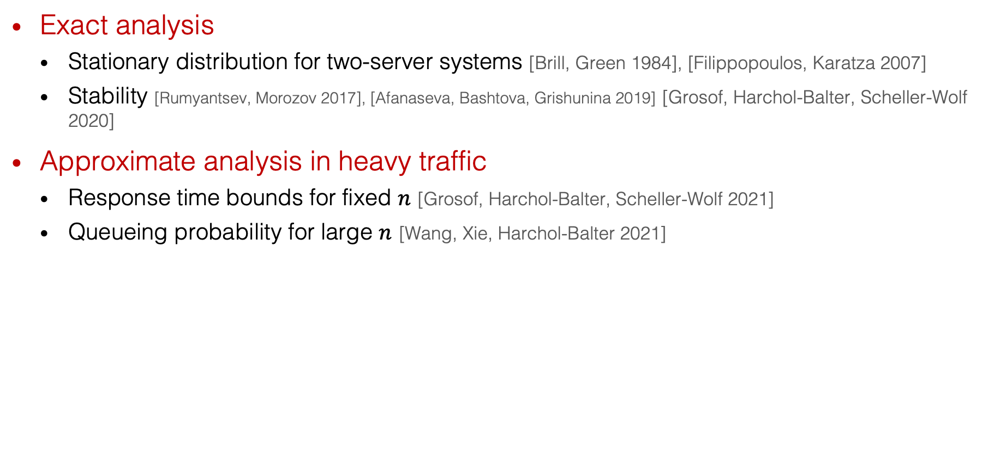 • Exact analysis
• Stationary distribution for two-server systems [Brill, Green 1984], [Filippopoulos, Karatza 2007]
• Stability [Rumyantsev, Morozov 2017], [Afanaseva, Bashtova, Grishunina 2019] [Grosof, Harchol-Balter, Scheller-Wolf
2020]
• Approximate analysis in heavy traffic
• Response time bounds for fixed n [Grosof, Harchol-Balter, Scheller-Wolf 2021]
• Queueing probability for large n [Wang, Xie, Harchol-Balter 2021]